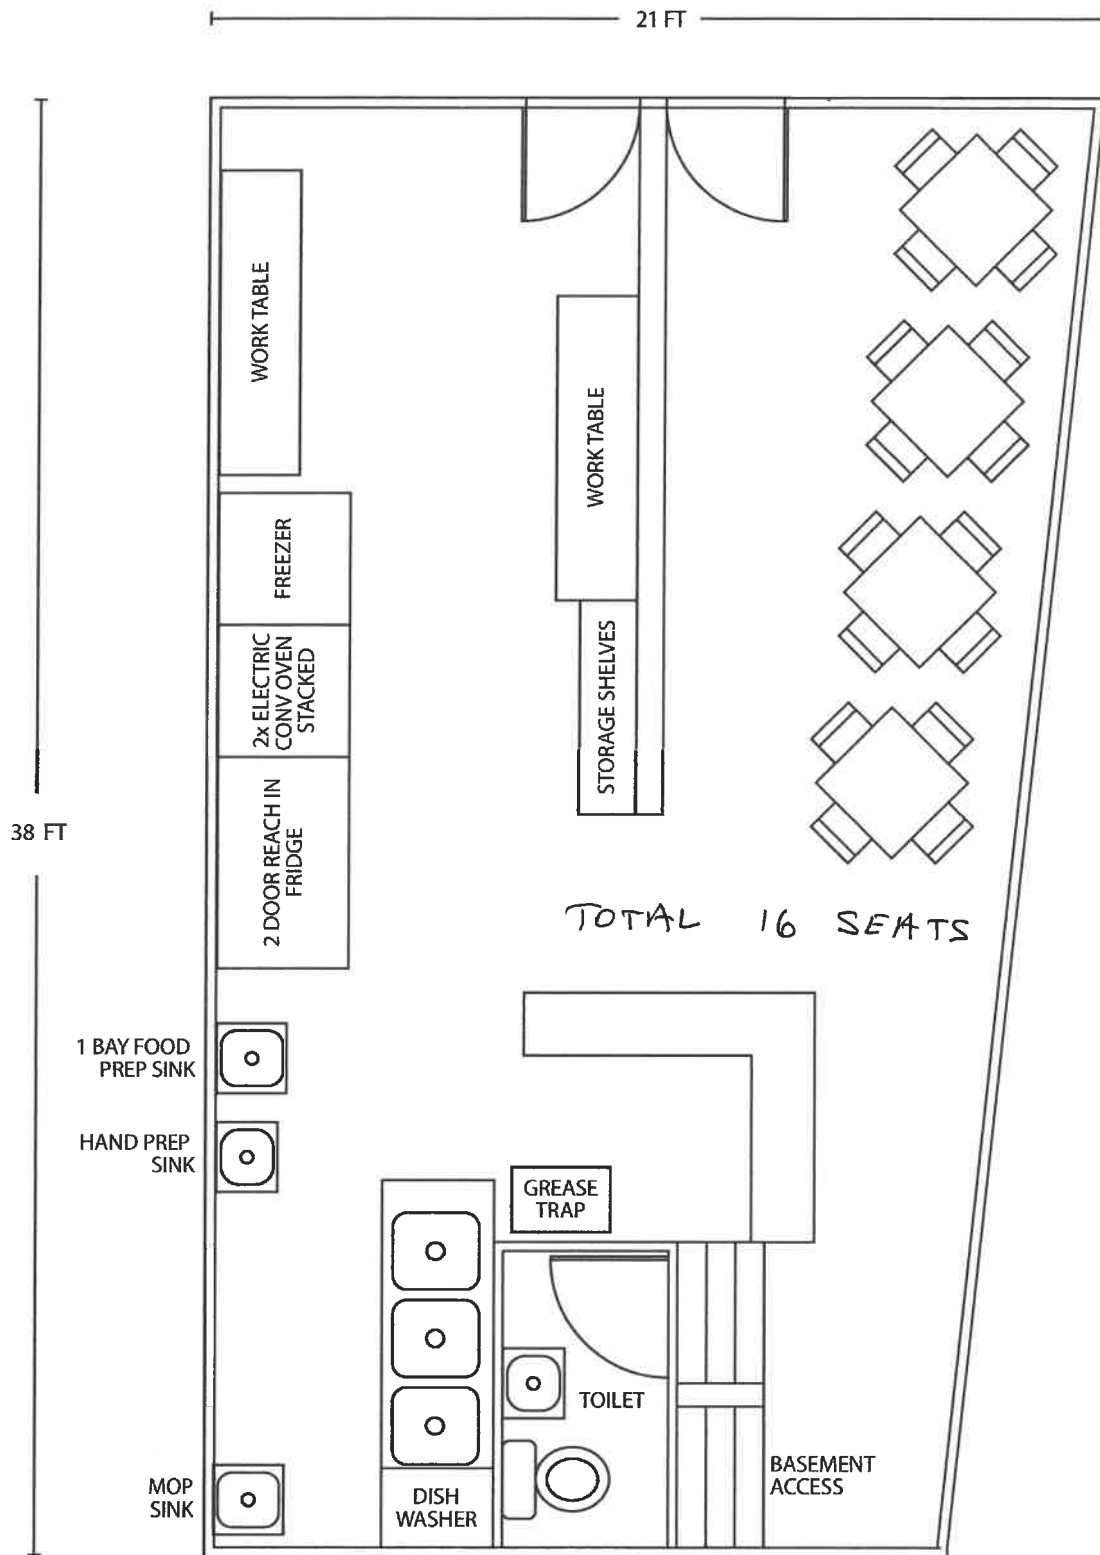 21 FT
WORK TABLE
WORK TABLE
FREEZER
2x ELECTRIC
CONV OVEN
STACKED
STORAGE SHELVES
2 DOOR REACH IN
FRIDGE
38 FT
TOTAL 16 SEATS
1 BAY FOOD
PREP SINK
HAND PREP
SINK
GREASE
TRAP
TOILET
MOP
SINK
DISH
WASHER
BASEMENT
ACCESS